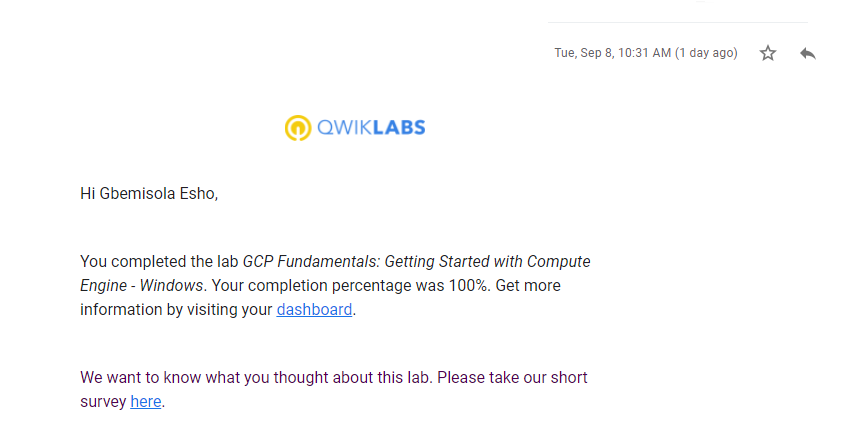 Tue, Sep 8, 10:31 AM (1 day ago)
QWIKLABS
Hi Gbemisola Esho,
You completed the lab GCP Fundamentals: Getting Started with Compute
Engine - Windows. Your completion percentage was 100%. Get more
information by visiting your dashboard.
We want to know what you thought about this lab. Please take our short
survey here.